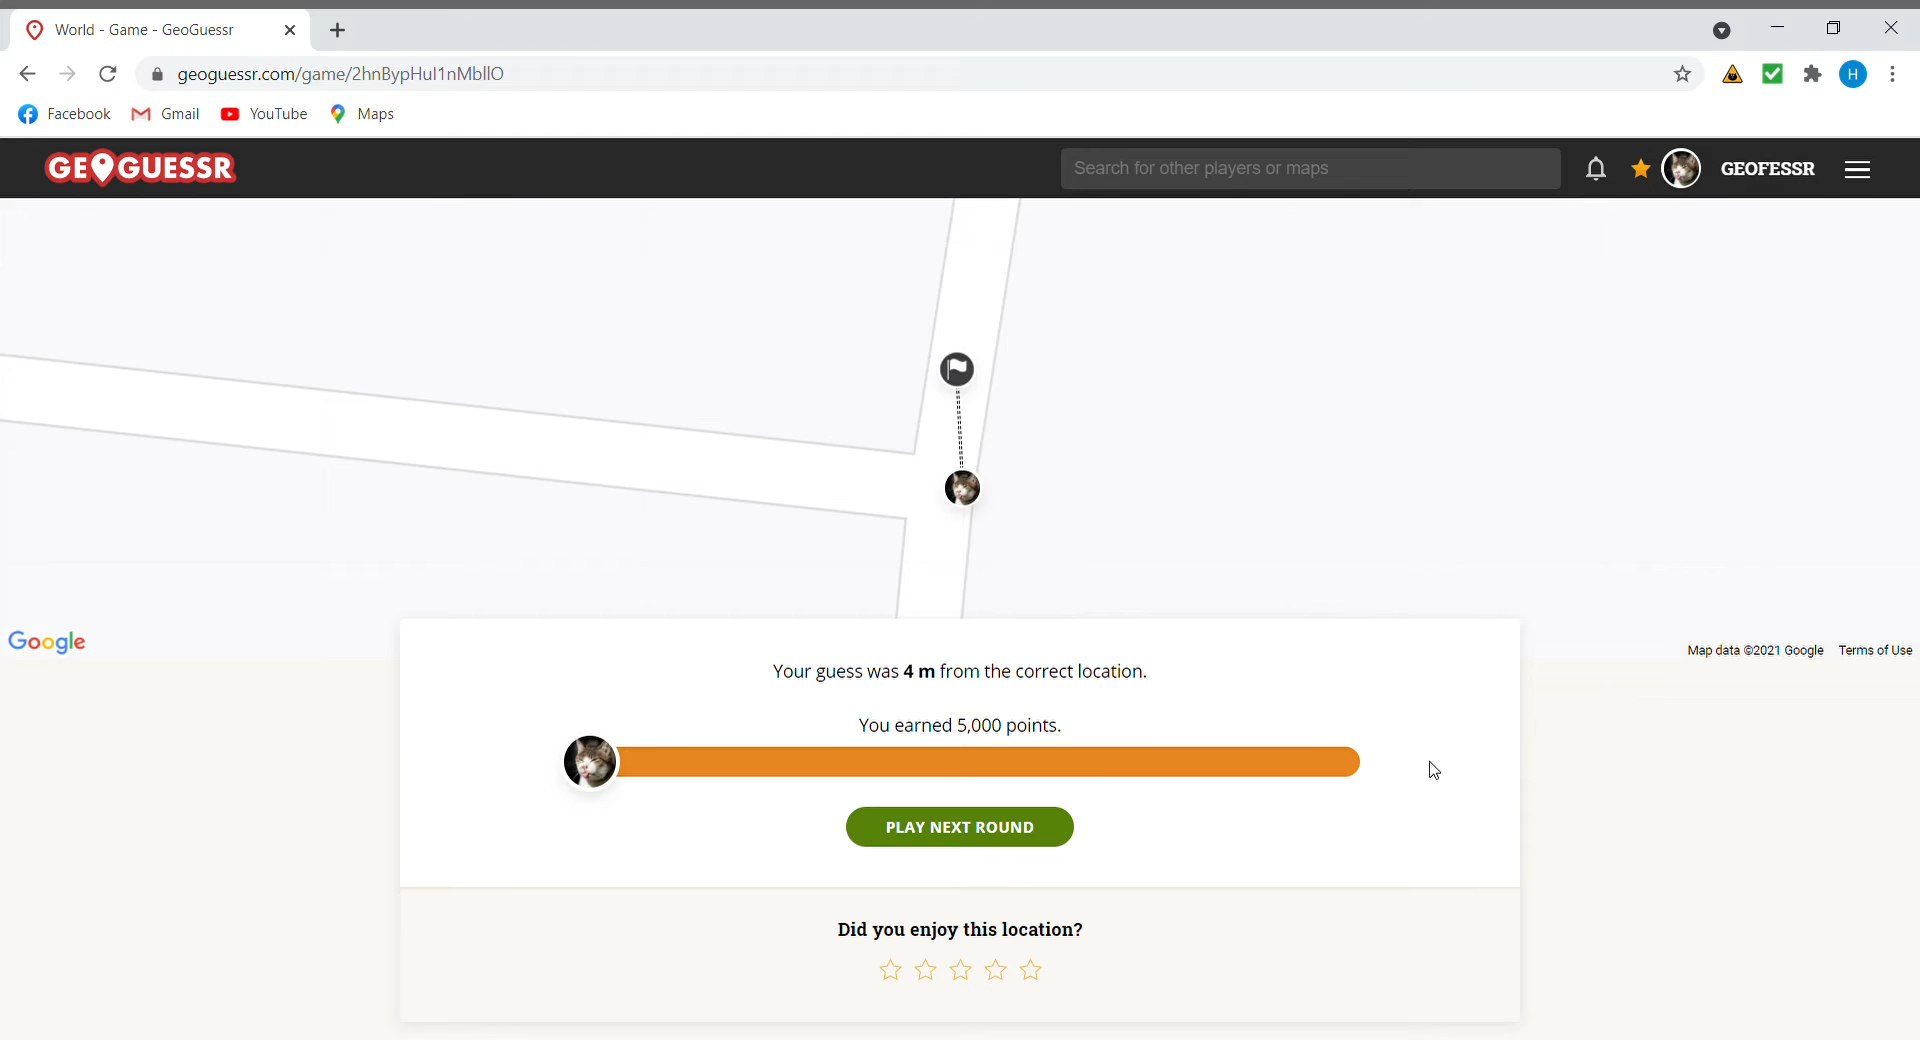 World - Game - GeoGuessr
geoguessr.com/game/2hnBypHul1nMbllO
H
Facebook Gmail YouTube Maps
GEOGUESSR
Search for other players or maps
GEOFESSR
Google
Map data ©2021 Google Terms of Use
Your guess was 4 m from the correct location.
You earned 5,000 points.
PLAY NEXT ROUND
Did you enjoy this location?